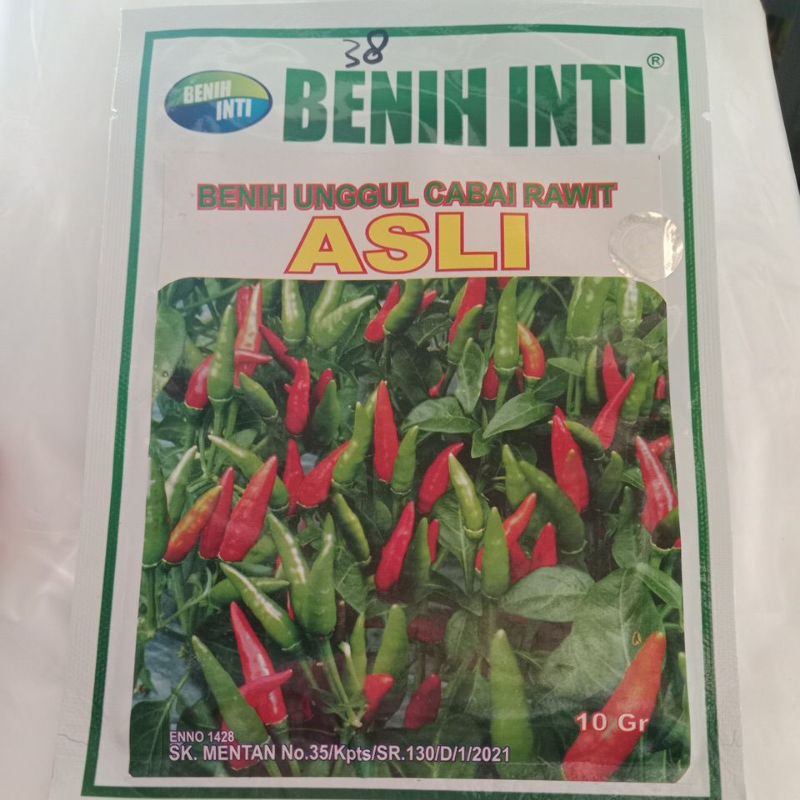 38
BENIH
INTI
BENIH INTI®
BENIH UNGGUL CABAI RAWIT
ASLI
10 Gr
ENNO 1428
SK. MENTAN No.35/Kpts/SR.130/D/1/2021